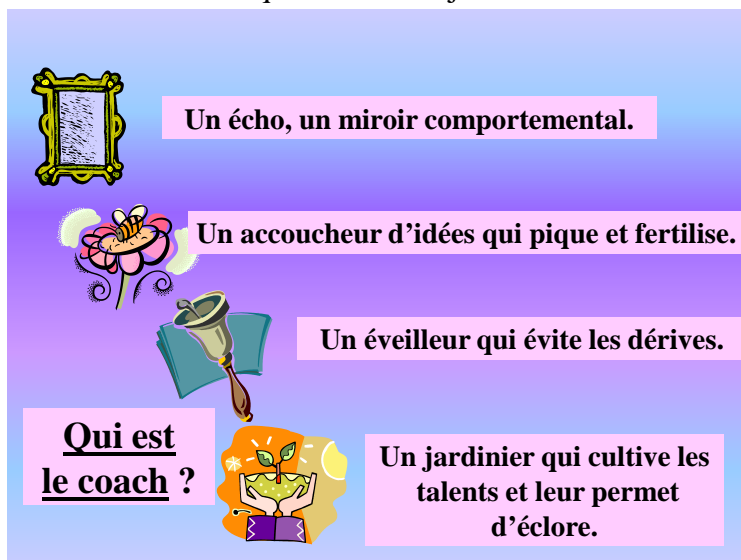 Un écho, un miroir comportemental.
Un accoucheur d’idées qui pique et fertilise.
Un éveilleur qui évite les dérives.
Qui est
le coach ?
Un jardinier qui cultive les
talents et leur permet
d’éclore.